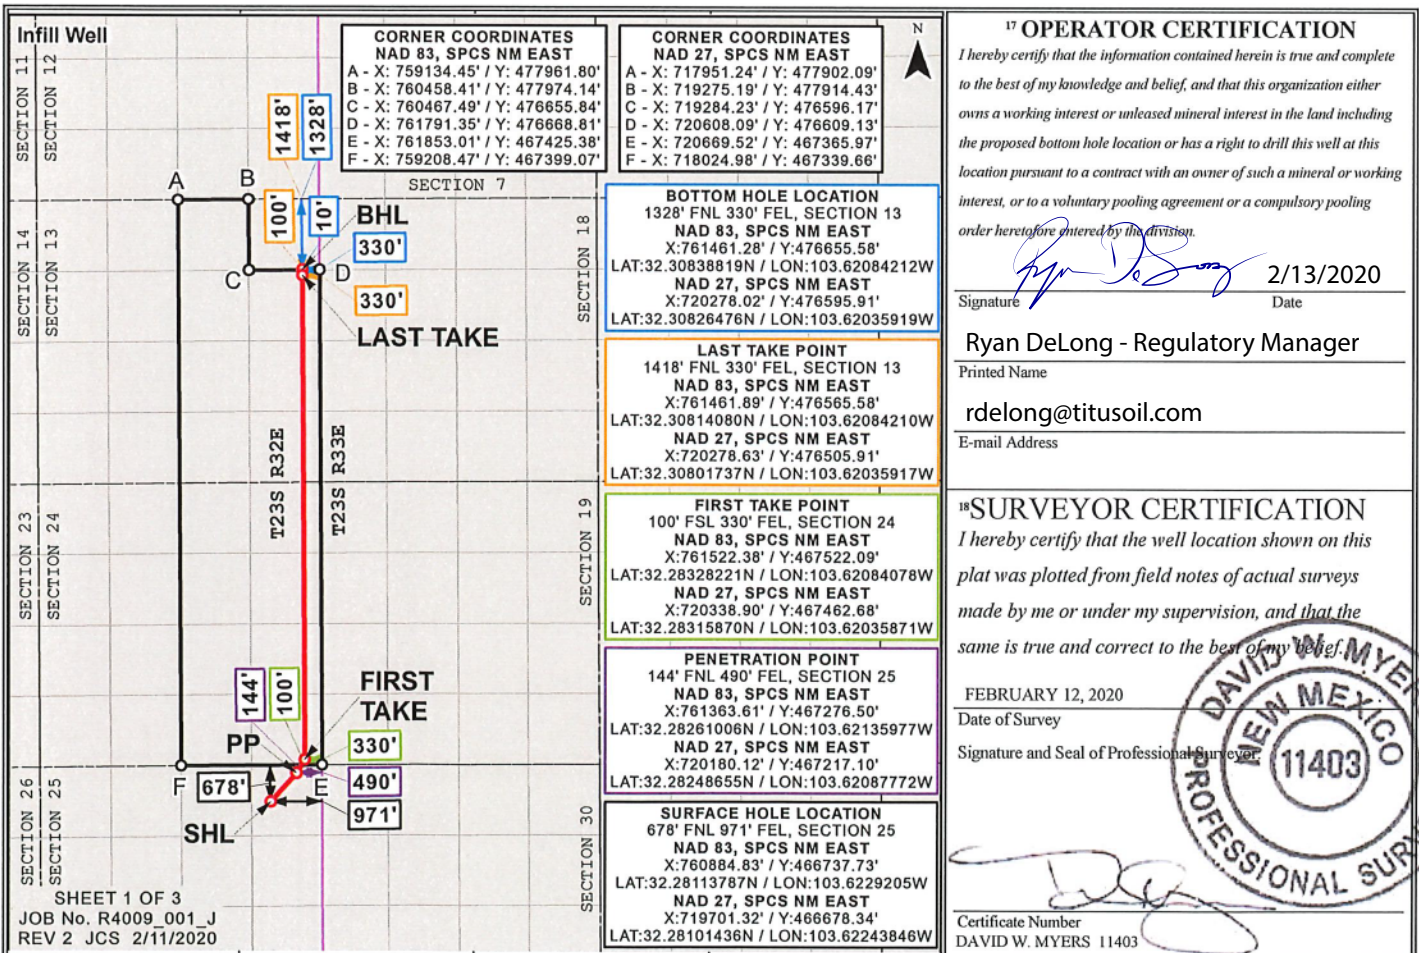 Infill Well
N
SECTION 11
SECTION 12
CORNER COORDINATES
NAD 83, SPCS NM EAST
A - X: 759134.45' / Y: 477961.80'
B - X: 760458.41' / Y: 477974.14'
C - X: 760467.49' / Y: 476655.84'
D - X: 761791.35' / Y: 476668.81'
E - X: 761853.01' / Y: 467425.38'
F - X: 759208.47' / Y: 467399.07'
CORNER COORDINATES
NAD 27, SPCS NM EAST
A - X: 717951.24' / Y: 477902.09'
B - X: 719275.19' / Y: 477914.43'
C - X: 719284.23' / Y: 476596.17'
D - X: 720608.09' / Y: 476609.13'
E - X: 720669.52' / Y: 467365.97'
F - X: 718024.98' / Y: 467339.66'
1418'
1328'
SECTION 7
A
B
100'
10'
BHL
330'
C
D
330'
LAST TAKE
SECTION 14
SECTION 13
SECTION 18
T23S R32E
T23S R33E
SECTION 23
SECTION 24
SECTION 19
144'
100'
FIRST
TAKE
PP
330'
F
678'
E
490'
971'
SHL
SECTION 26
SECTION 25
SECTION 30
SHEET 1 OF 3
JOB No. R4009_001_J
REV 2 JCS 2/11/2020
BOTTOM HOLE LOCATION
1328' FNL 330' FEL, SECTION 13
NAD 83, SPCS NM EAST
X:761461.28' / Y:476655.58'
LAT:32.30838819N / LON:103.62084212W
NAD 27, SPCS NM EAST
X:720278.02' / Y:476595.91'
LAT:32.30826476N / LON:103.62035919W
LAST TAKE POINT
1418' FNL 330' FEL, SECTION 13
NAD 83, SPCS NM EAST
X:761461.89' / Y:476565.58'
LAT:32.30814080N / LON:103.62084210W
NAD 27, SPCS NM EAST
X:720278.63' / Y:476505.91'
LAT:32.30801737N / LON:103.62035917W
FIRST TAKE POINT
100' FSL 330' FEL, SECTION 24
NAD 83, SPCS NM EAST
X:761522.38' / Y:467522.09'
LAT:32.28328221N / LON:103.62084078W
NAD 27, SPCS NM EAST
X:720338.90' / Y:467462.68'
LAT:32.28315870N / LON:103.62035871W
PENETRATION POINT
144' FNL 490' FEL, SECTION 25
NAD 83, SPCS NM EAST
X:761363.61' / Y:467276.50'
LAT:32.28261006N / LON:103.62135977W
NAD 27, SPCS NM EAST
X:720180.12' / Y:467217.10'
LAT:32.28248655N / LON:103.62087772W
SURFACE HOLE LOCATION
678' FNL 971' FEL, SECTION 25
NAD 83, SPCS NM EAST
X:760884.83' / Y:466737.73'
LAT:32.28113787N / LON:103.6229205W
NAD 27, SPCS NM EAST
X:719701.32' / Y:466678.34'
LAT:32.28101436N / LON:103.62243846W
17 OPERATOR CERTIFICATION
I hereby certify that the information contained herein is true and complete
to the best of my knowledge and belief, and that this organization either
owns a working interest or unleased mineral interest in the land including
the proposed bottom hole location or has a right to drill this well at this
location pursuant to a contract with an owner of such a mineral or working
interest, or to a voluntary pooling agreement or a compulsory pooling
order heretofore entered by the division.
Ryan DeLong 2/13/2020
Signature Date
Ryan DeLong - Regulatory Manager
Printed Name
rdelong@titusoil.com
E-mail Address
18 SURVEYOR CERTIFICATION
I hereby certify that the well location shown on this
plat was plotted from field notes of actual surveys
made by me or under my supervision, and that the
same is true and correct to the best of my belief.
FEBRUARY 12, 2020
Date of Survey
Signature and Seal of Professional Surveyor:
DAVID W. MYE
NEW MEXICO
11403
PROFESSIONAL SUR
Certificate Number
DAVID W. MYERS 11403